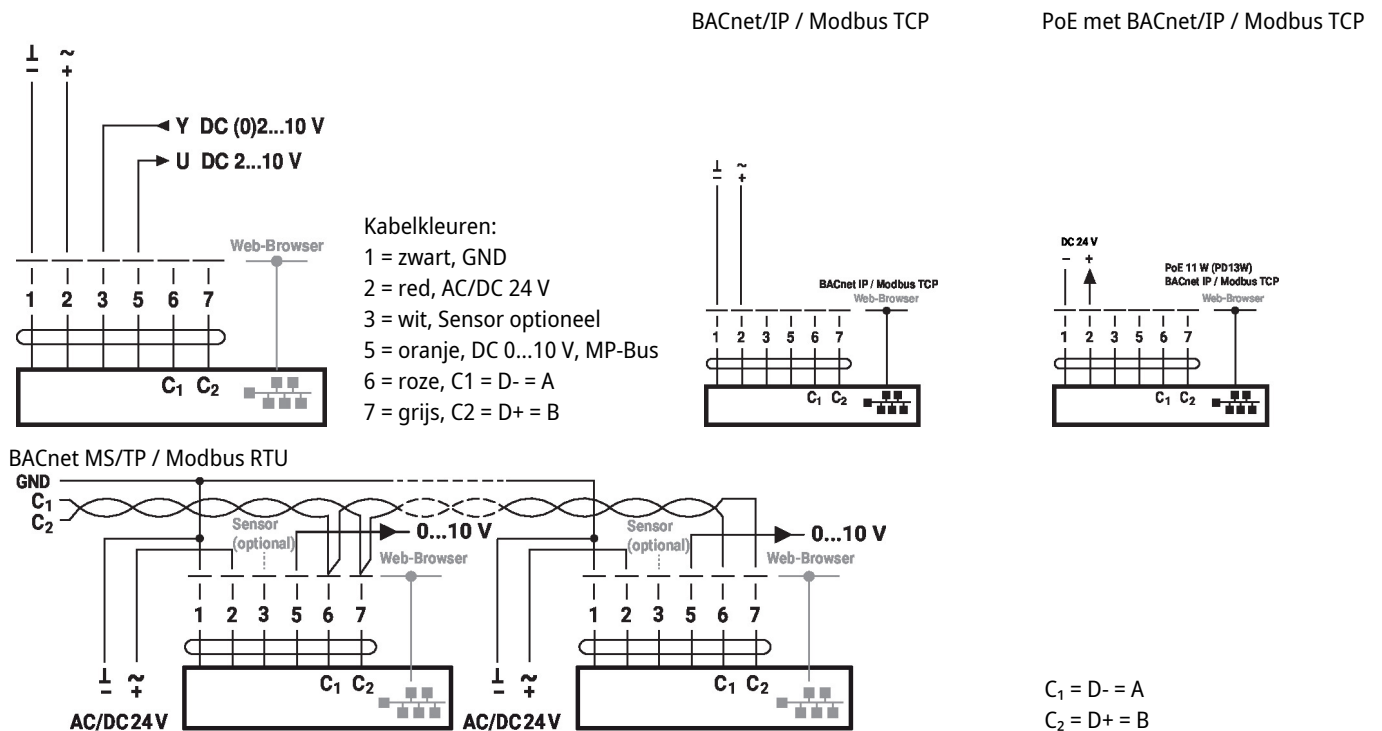 BACnet/IP / Modbus TCP
PoE met BACnet/IP / Modbus TCP
⊥ ~
– +
Y DC (0)2...10 V
U DC 2...10 V
Web-Browser
1 2 3 5 6 7
C₁ C₂
Kabelkleuren:
1 = zwart, GND
2 = red, AC/DC 24 V
3 = wit, Sensor optioneel
5 = oranje, DC 0...10 V, MP-Bus
6 = roze, C1 = D- = A
7 = grijs, C2 = D+ = B
⊥ ~
– +
BACnet IP / Modbus TCP
Web-Browser
1 2 3 5 6 7
C₁ C₂
DC 24 V
– +
PoE 11 W (PD13W)
BACnet IP / Modbus TCP
Web-Browser
1 2 3 5 6 7
C₁ C₂
BACnet MS/TP / Modbus RTU
GND
C₁
C₂
Sensor
(optional)
0...10 V
Web-Browser
1 2 3 5 6 7
⊥ ~
– +
C₁ C₂
AC/DC 24 V
Sensor
(optional)
0...10 V
Web-Browser
1 2 3 5 6 7
⊥ ~
– +
C₁ C₂
AC/DC 24 V
C₁ = D- = A
C₂ = D+ = B